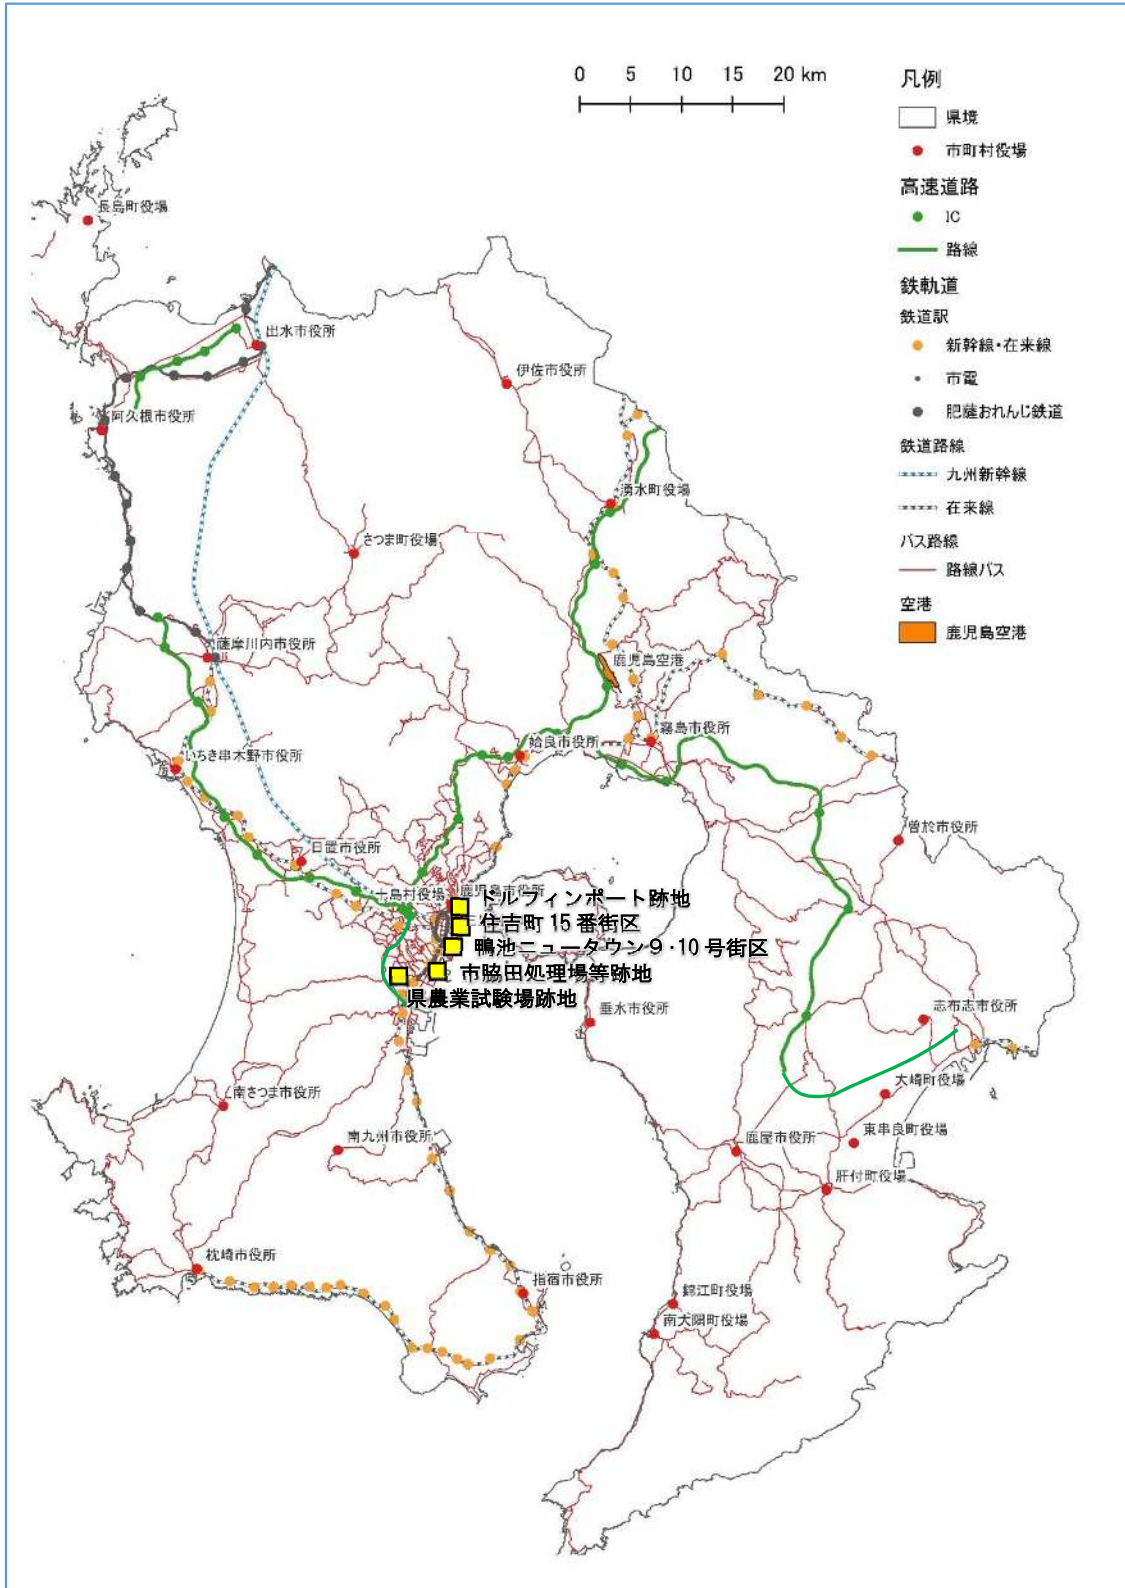 0 5 10 15 20 km
凡例
県境
市町村役場
高速道路
IC
路線
鉄軌道
鉄道駅
新幹線・在来線
市電
肥薩おれんじ鉄道
鉄道路線
九州新幹線
在来線
バス路線
路線バス
空港
鹿児島空港
長島町役場
出水市役所
伊佐市役所
阿久根市役所
湧水町役場
さつま町役場
薩摩川内市役所
鹿児島空港
霧島市役所
姶良市役所
いちき串木野市役所
曽於市役所
日置市役所
十島村役場
鹿児島市役所
ドルフィンポート跡地
住吉町 15 番街区
鴨池ニュータウン9・10 号街区
市脇田処理場等跡地
県農業試験場跡地
垂水市役所
志布志市役所
大崎町役場
南さつま市役所
南九州市役所
鹿屋市役所
東串良町役場
肝付町役場
枕崎市役所
指宿市役所
錦江町役場
南大隅町役場